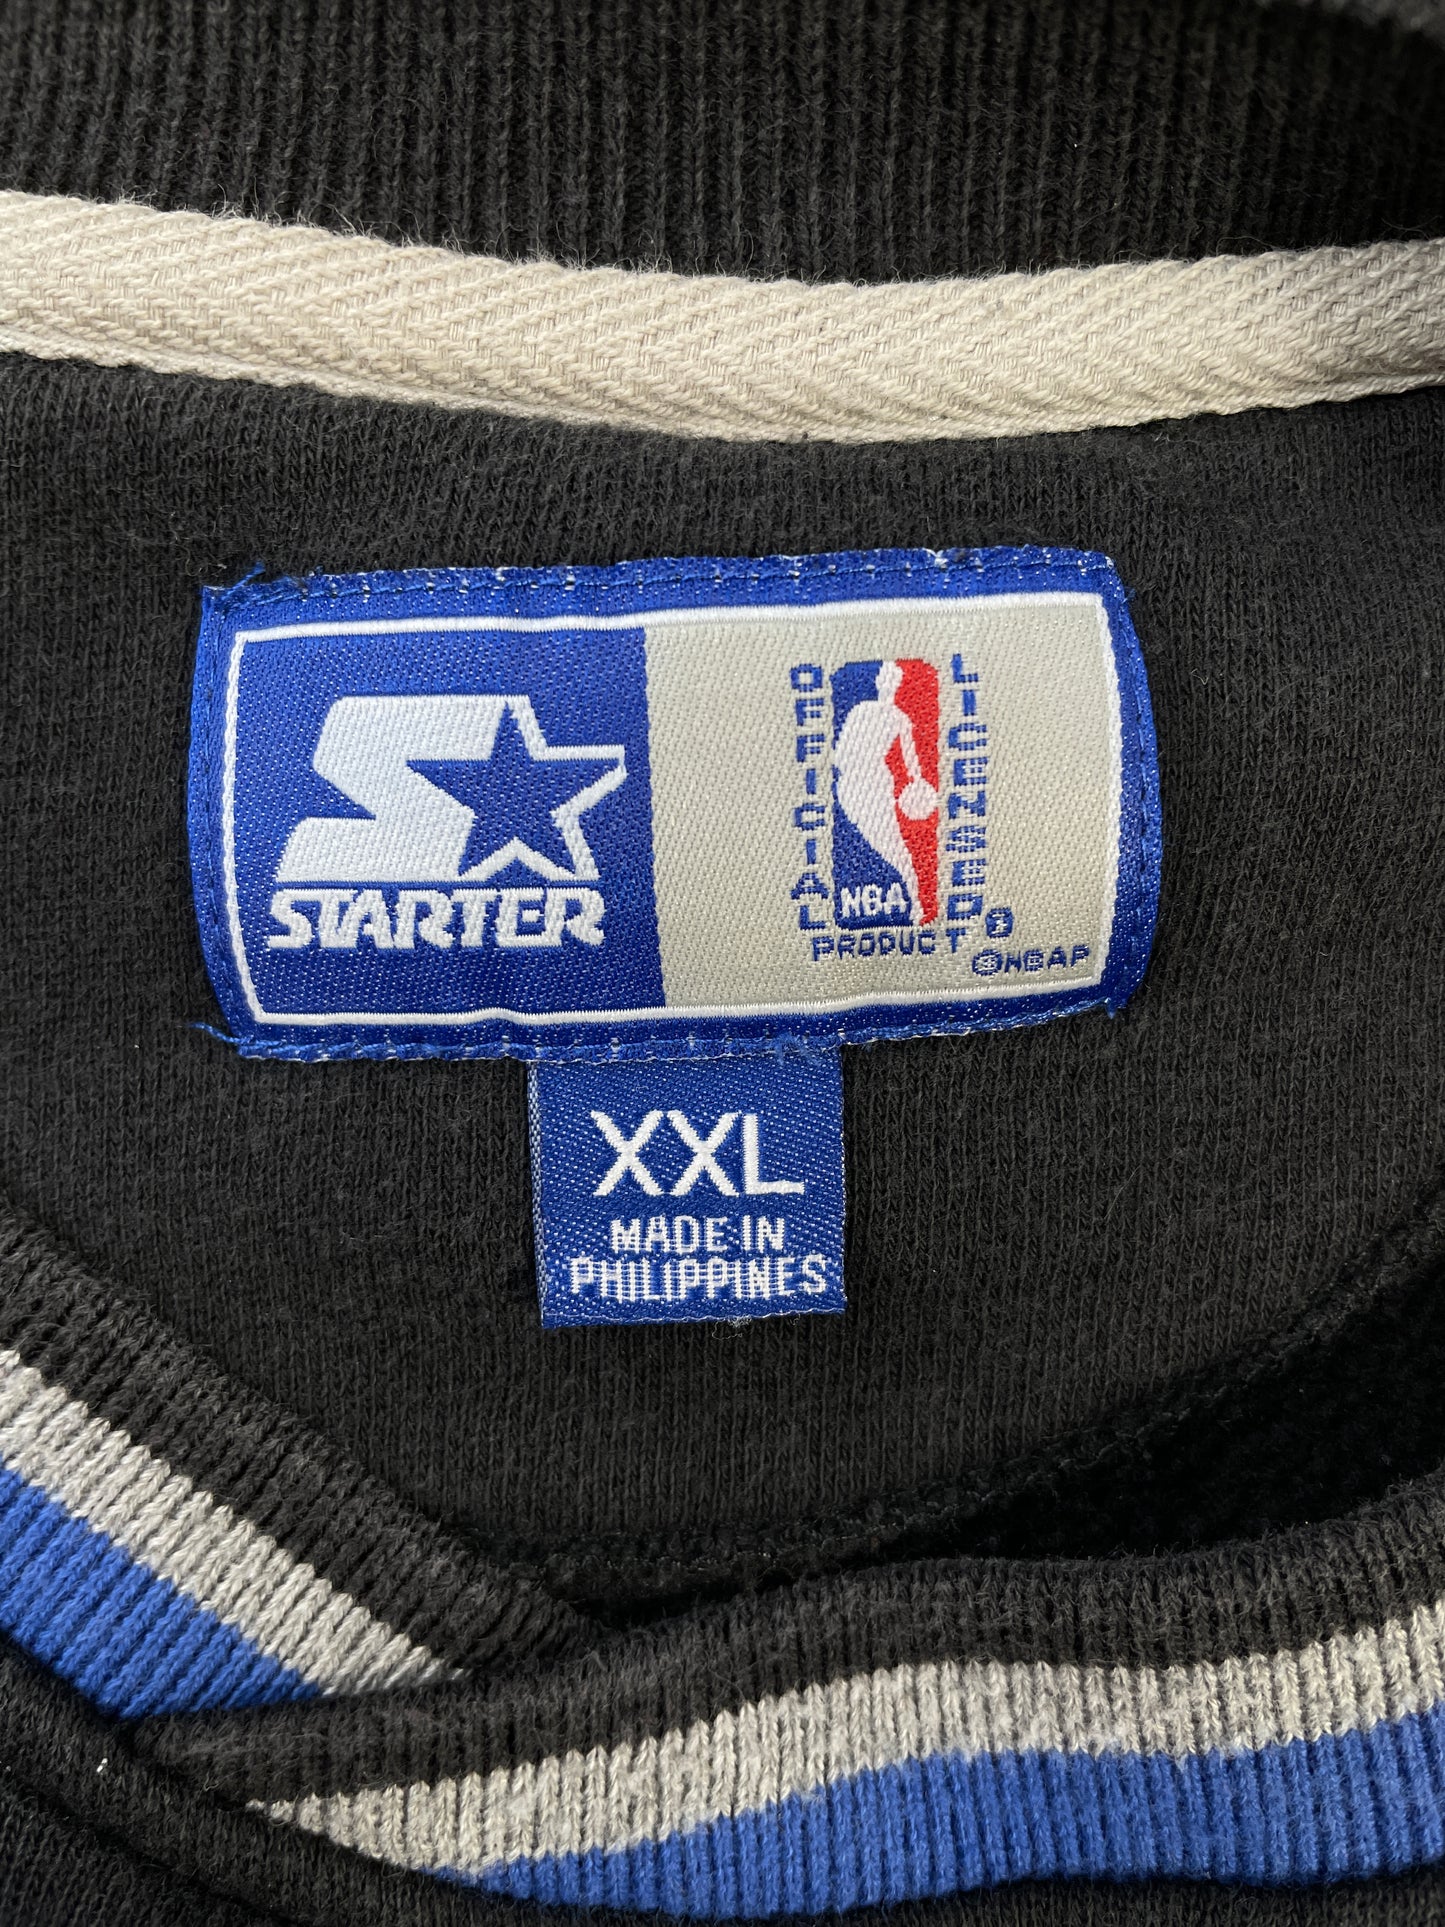 STARTER
OFFICIAL
NBA
LICENSED
PRODUCT
NBAP
XXL
MADE IN
PHILIPPINES